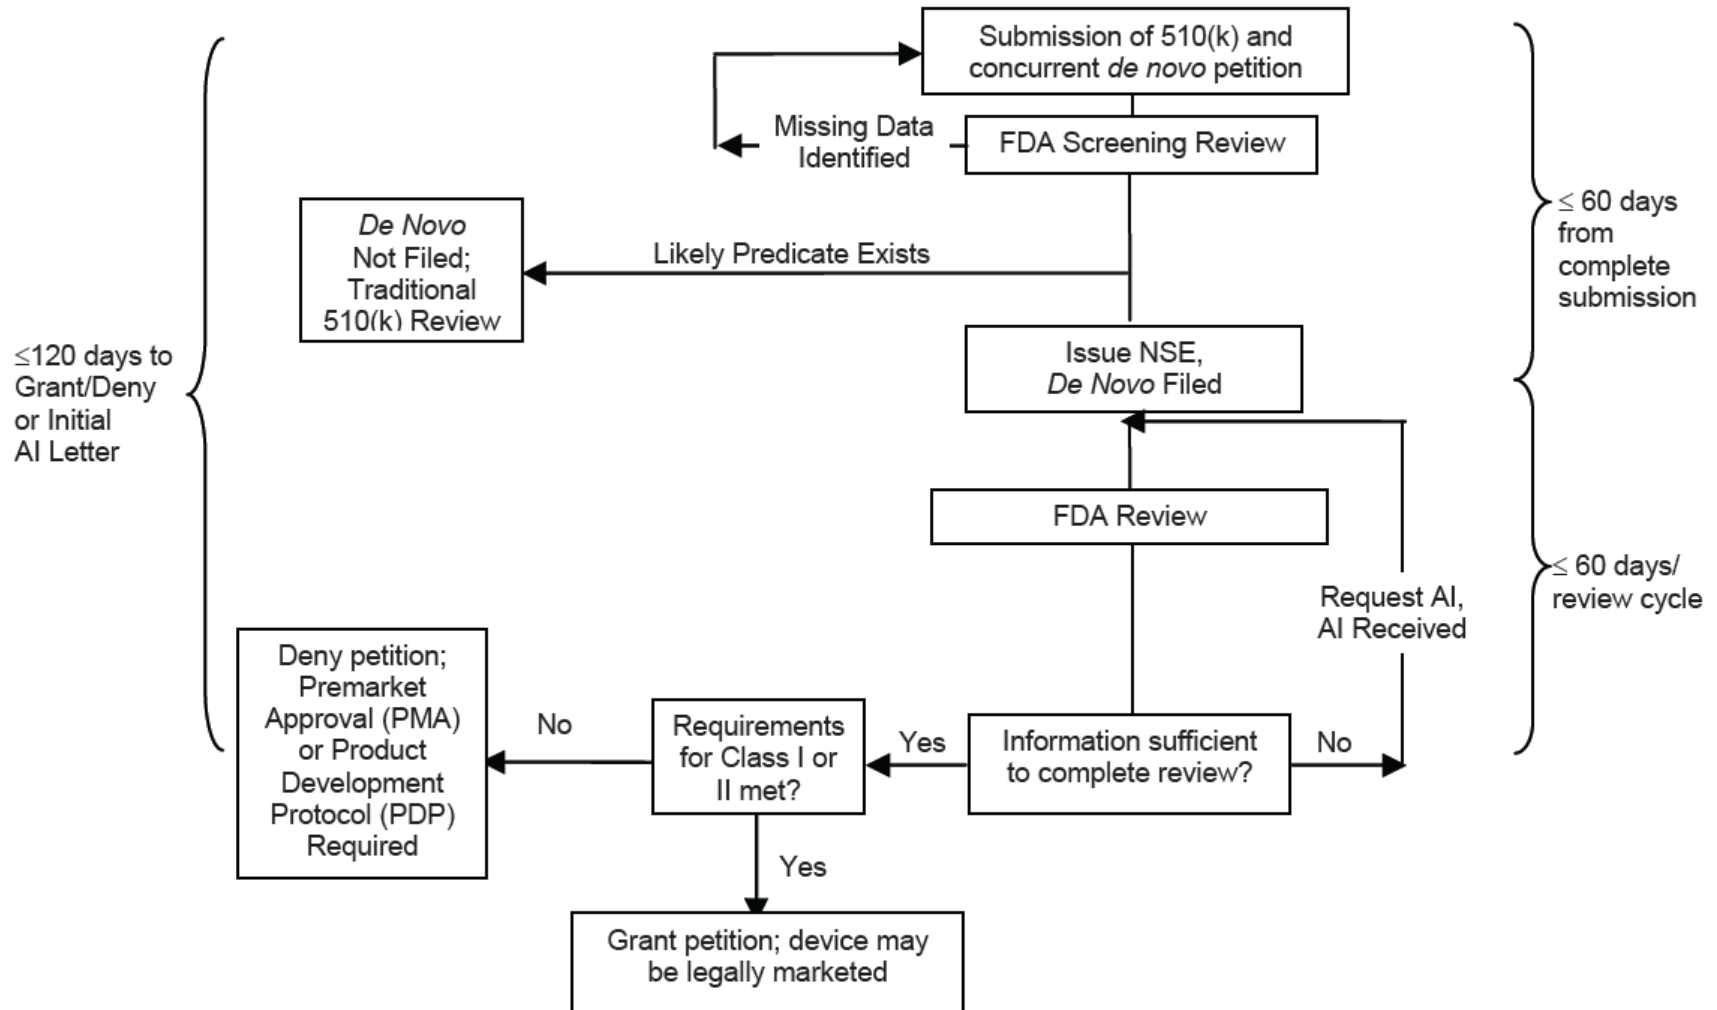 Submission of 510(k) and
concurrent de novo petition
Missing Data
Identified
FDA Screening Review
≤ 60 days
from
complete
submission
De Novo
Not Filed;
Traditional
510(k) Review
Likely Predicate Exists
Issue NSE,
De Novo Filed
≤120 days to
Grant/Deny
or Initial
AI Letter
FDA Review
≤ 60 days/
review cycle
Request AI,
AI Received
Deny petition;
Premarket
Approval (PMA)
or Product
Development
Protocol (PDP)
Required
No
Requirements
for Class I or
II met?
Yes
Information sufficient
to complete review?
No
Yes
Grant petition; device may
be legally marketed